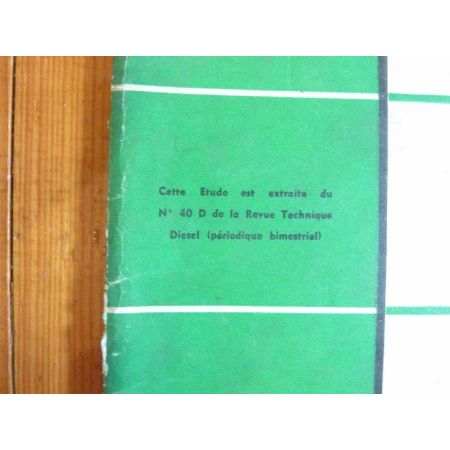 Cette Etude est extraite du
N° 40 D de la Revue Technique
Diesel (périodique bimestriel)